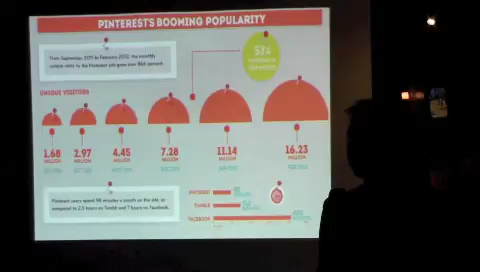 PINTEREST'S BOOMING POPULARITY
From September 2011 to February 2012, the monthly
unique visits to the Pinterest site grew over 866 percent.
53%
UNIQUE VISITORS
1.68 2.97 4.45 7.28 11.14 16.23
MILLION MILLION MILLION MILLION MILLION MILLION
Pinterest users spend 98 minutes a month on the site, as
compared to 2.5 hours on Tumblr and 7 hours on Facebook.
PINTEREST
TUMBLR
FACEBOOK